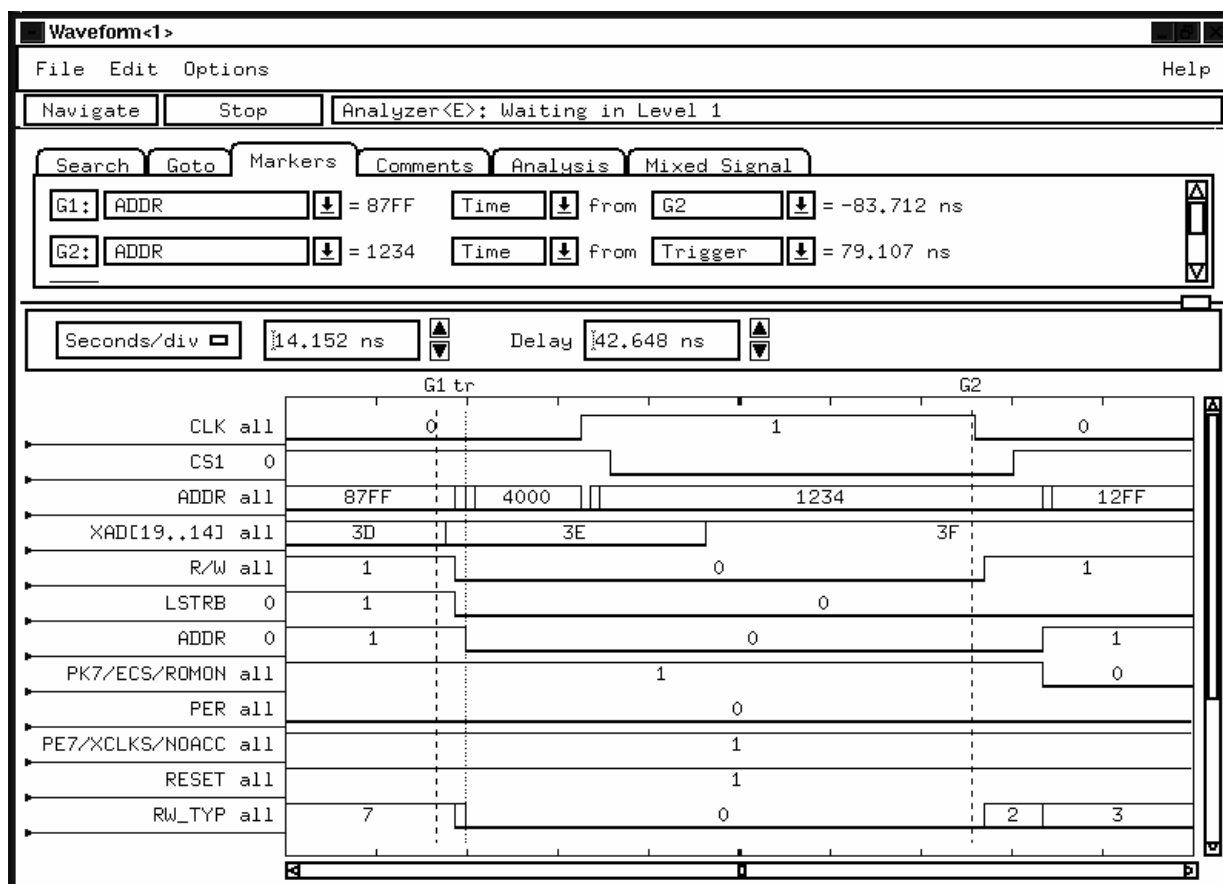 Waveform<1>
File Edit Options Help
Navigate Stop Analyzer<E>: Waiting in Level 1
Search Goto Markers Comments Analysis Mixed Signal
G1: ADDR = 87FF Time from G2 = -83.712 ns
G2: ADDR = 1234 Time from Trigger = 79.107 ns
Seconds/div 14.152 ns Delay 42.648 ns
G1 tr G2
CLK all 0 1 0
CS1 0
ADDR all 87FF 4000 1234 12FF
XAD[19..14] all 3D 3E 3F
R/W all 1 0 1
LSTRB 0 1 0
ADDR 0 1 0 1
PK7/ECS/ROMON all 1 0
PER all 0
PE7/XCLKS/NOACC all 1
RESET all 1
RW_TYP all 7 0 2 3